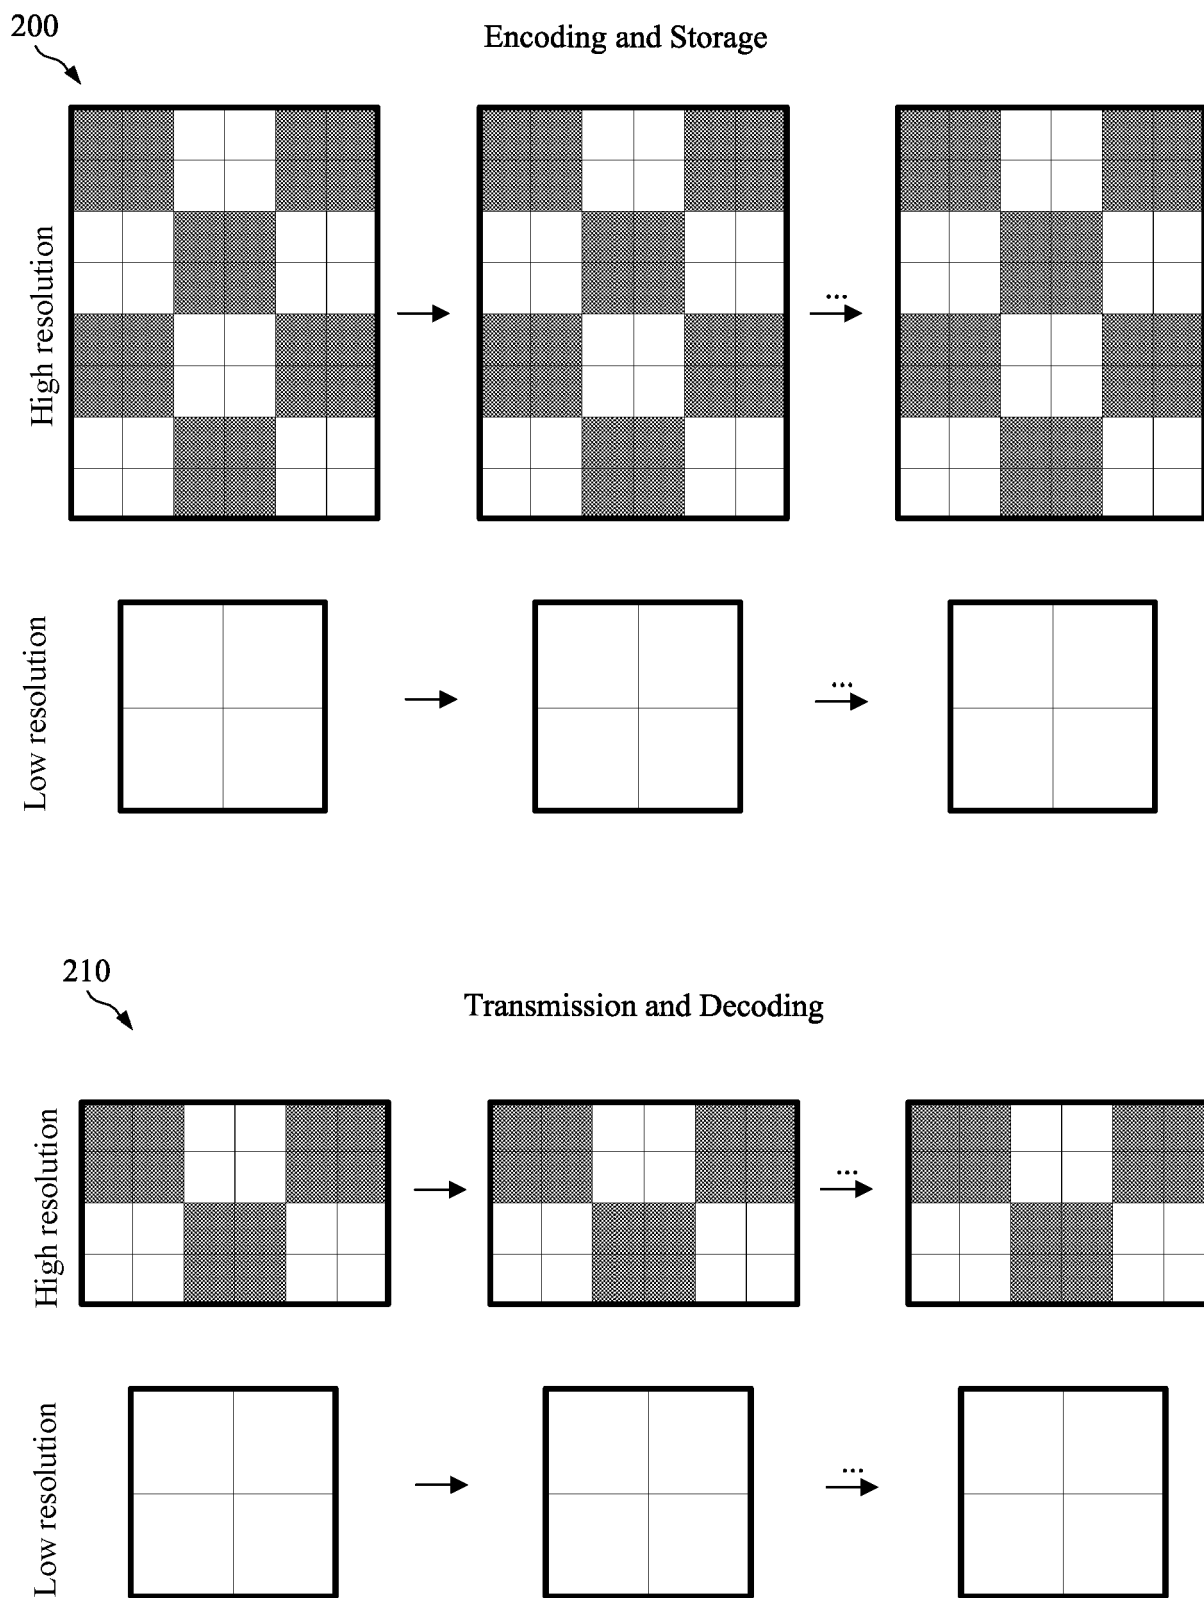 200
Encoding and Storage
High resolution
...
Low resolution
...
210
Transmission and Decoding
High resolution
...
Low resolution
...